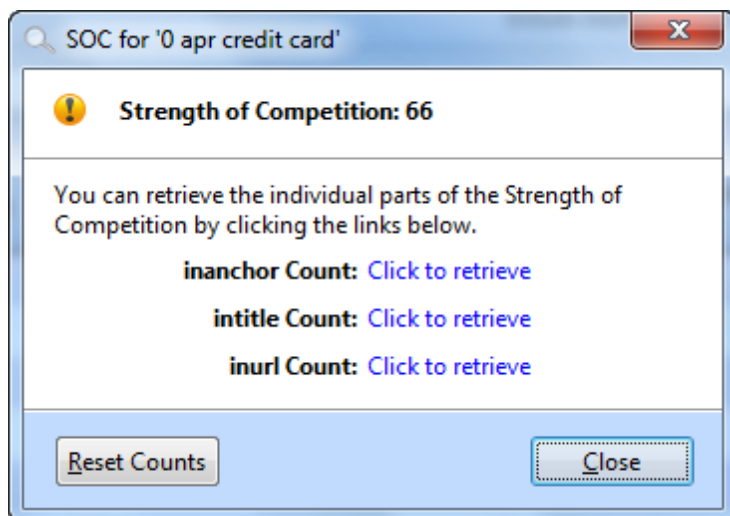 SOC for '0 apr credit card'
Strength of Competition: 66
You can retrieve the individual parts of the Strength of
Competition by clicking the links below.
inanchor Count: Click to retrieve
intitle Count: Click to retrieve
inurl Count: Click to retrieve
Reset Counts Close